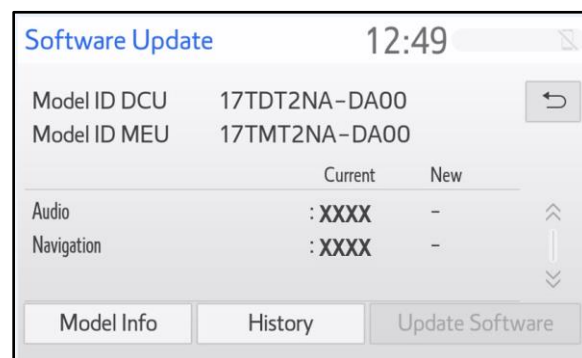 Software Update 12:49
Model ID DCU 17TDT2NA-DA00
Model ID MEU 17TMT2NA-DA00
Current New
Audio : XXXX -
Navigation : XXXX -
Model Info History Update Software